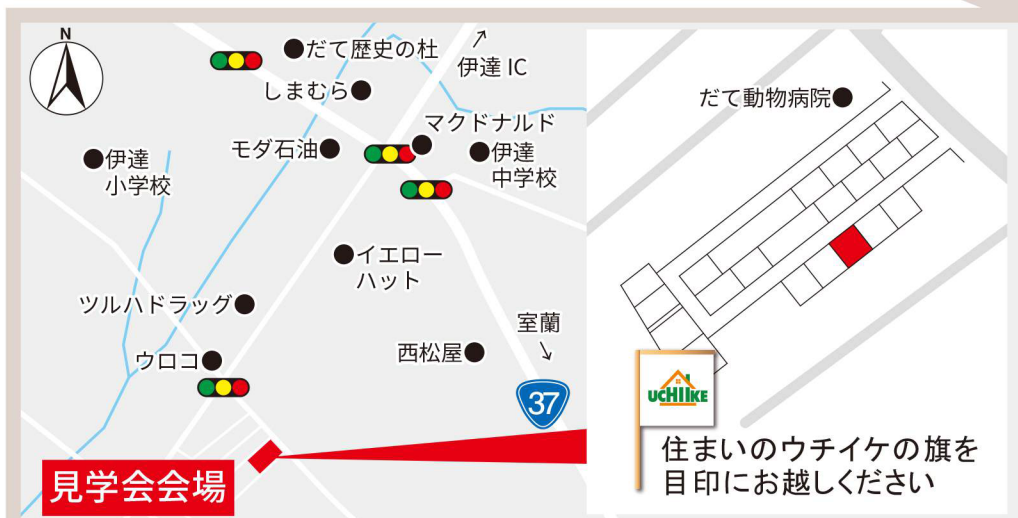 N
だて歴史の杜
伊達 IC
しまむら
マクドナルド
モダ石油
伊達
中学校
伊達
小学校
イエロー
ハット
ツルハドラッグ
ウロコ
西松屋
室蘭
37
見学会会場
だて動物病院
UCHIIKE
住まいのウチイケの旗を
目印にお越しください